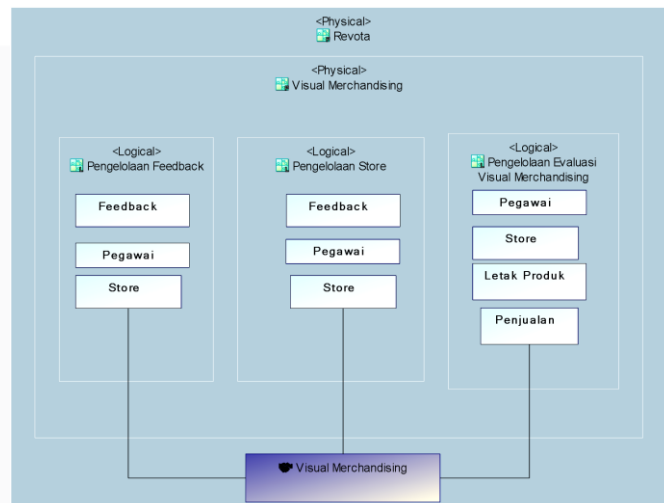 <Physical>
Revota
<Physical>
Visual Merchandising
<Logical>
Pengelolaan Feedback
Feedback
Pegawai
Store
<Logical>
Pengelolaan Store
Feedback
Pegawai
Store
<Logical>
Pengelolaan Evaluasi
Visual Merchandising
Pegawai
Store
Letak Produk
Penjualan
Visual Merchandising